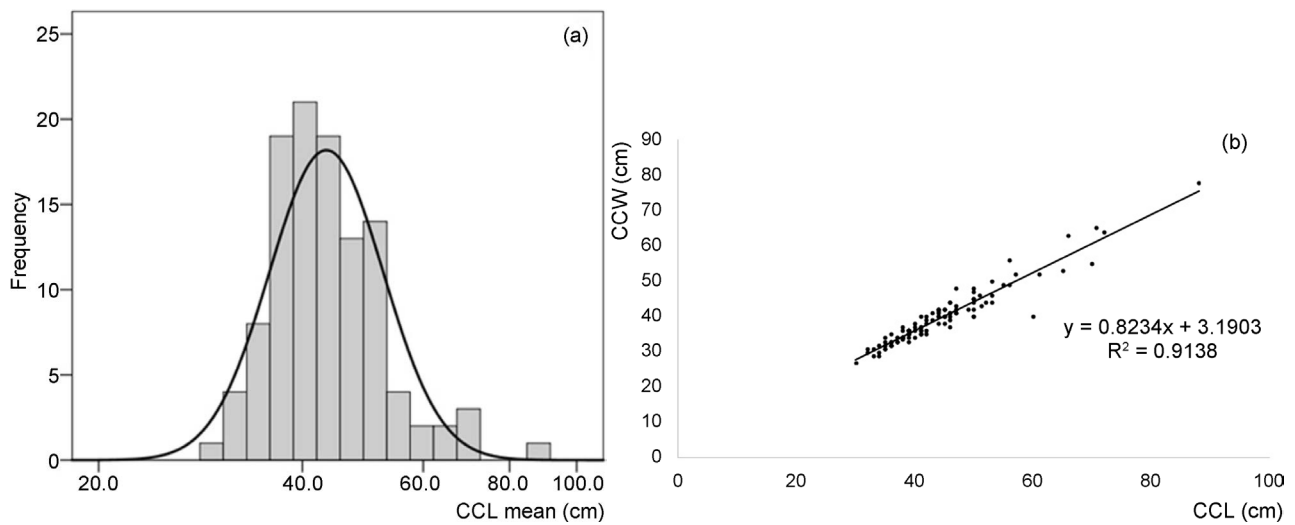 (a)
25
20
15
10
5
0
Frequency
20.0 40.0 60.0 80.0 100.0
CCL mean (cm)
(b)
90
80
70
60
50
40
30
20
10
0
CCW (cm)
y = 0.8234x + 3.1903
R² = 0.9138
0 20 40 60 80 100
CCL (cm)